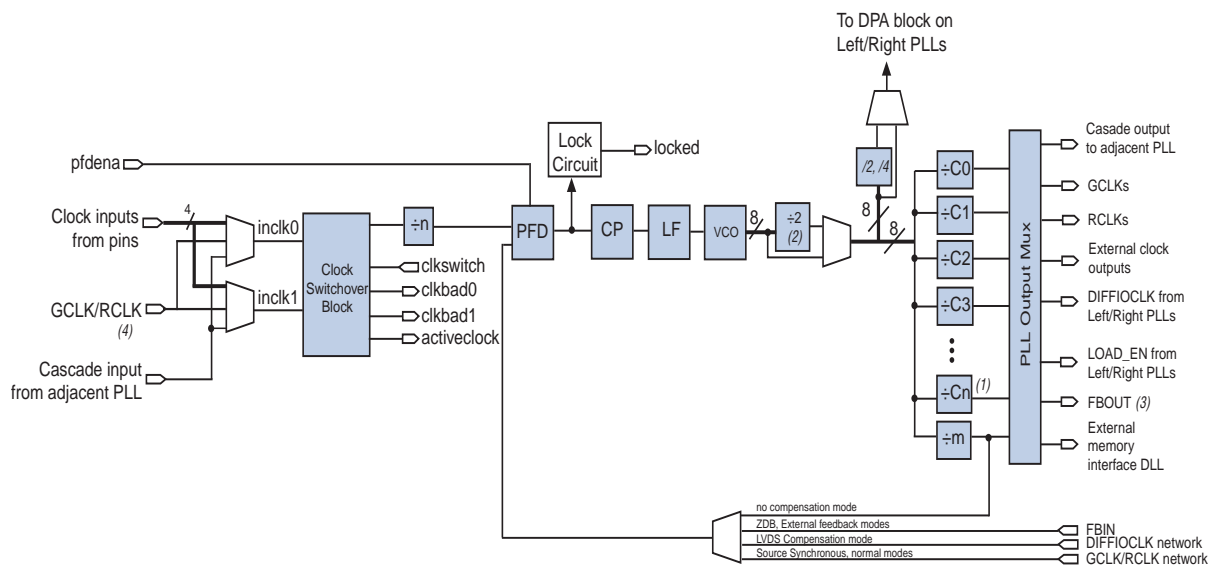 To DPA block on
Left/Right PLLs
pfdena
Lock
Circuit
locked
/2, /4
Casade output
to adjacent PLL
÷C0
GCLKs
Clock inputs
from pins
4
inclk0
÷n
PFD
CP
LF
VCO
8
÷2
(2)
8
8
÷C1
RCLKs
Clock
Switchover
Block
clkswitch
clkbad0
clkbad1
activeclock
inclk1
GCLK/RCLK
(4)
Cascade input
from adjacent PLL
÷C2
External clock
outputs
÷C3
DIFFIOCLK from
Left/Right PLLs
PLL Output Mux
LOAD_EN from
Left/Right PLLs
÷Cn
(1)
FBOUT (3)
÷m
External
memory
interface DLL
no compensation mode
ZDB, External feedback modes
FBIN
LVDS Compensation mode
DIFFIOCLK network
Source Synchronous, normal modes
GCLK/RCLK network